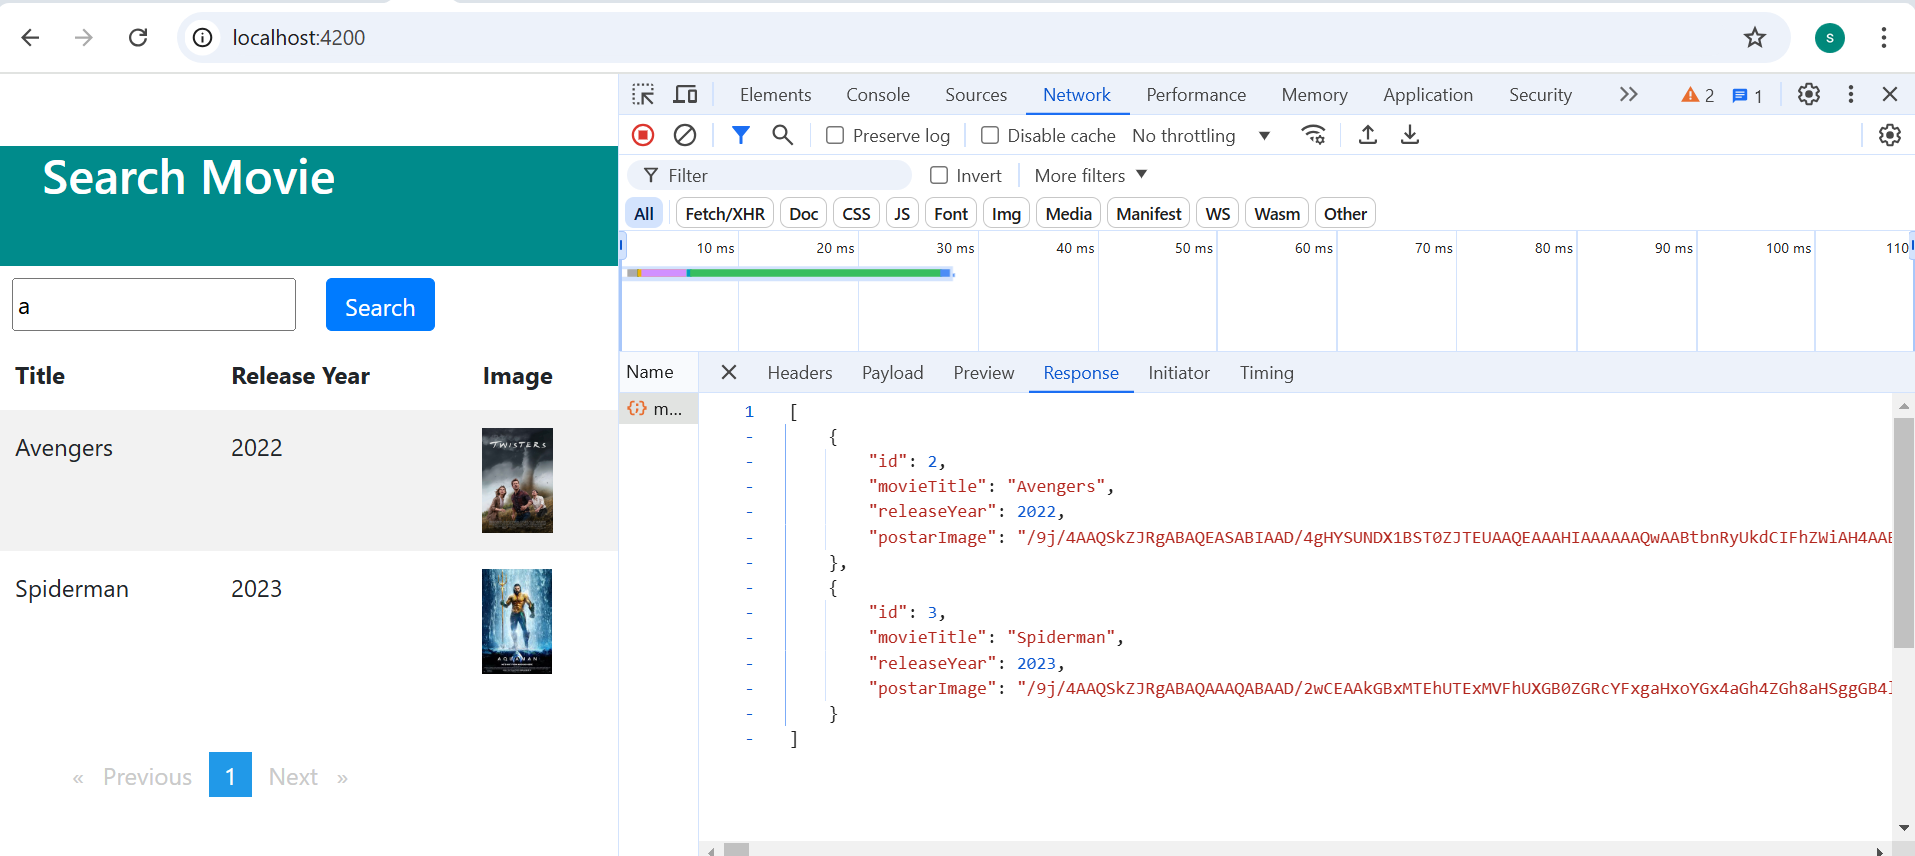 localhost:4200
s
Search Movie
a
Search
Title Release Year Image
Avengers 2022
TWISTERS
Spiderman 2023
AQUAMAN
« Previous 1 Next »
Elements Console Sources Network Performance Memory Application Security 2 1
Preserve log Disable cache No throttling
Filter Invert More filters
All Fetch/XHR Doc CSS JS Font Img Media Manifest WS Wasm Other
10 ms 20 ms 30 ms 40 ms 50 ms 60 ms 70 ms 80 ms 90 ms 100 ms 110
Name Headers Payload Preview Response Initiator Timing
m...
1 [
- {
- "id": 2,
- "movieTitle": "Avengers",
- "releaseYear": 2022,
- "postarImage": "/9j/4AAQSkZJRgABAQEASABIAAD/4gHYSUNDX1BST0ZJTEUAAQEAAAHIAAAAAAQwAABtbnRyUkdCIFhZWiAH4AAE
- },
- {
- "id": 3,
- "movieTitle": "Spiderman",
- "releaseYear": 2023,
- "postarImage": "/9j/4AAQSkZJRgABAQAAAQABAAD/2wCEAAkGBxMTEhUTExMVFhUXGB0ZGRcYFxgaHxoYGx4aGh4ZGh8aHSggGB4l
- }
- ]